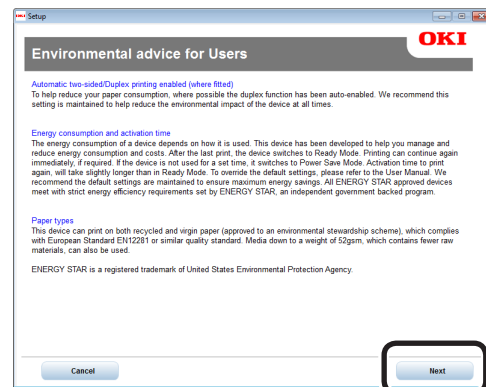 Setup
OKI
Environmental advice for Users
Automatic two-sided/Duplex printing enabled (where fitted)
To help reduce your paper consumption, where possible the duplex function has been auto-enabled. We recommend this
setting is maintained to help reduce the environmental impact of the device at all times.
Energy consumption and activation time
The energy consumption of a device depends on how it is used. This device has been developed to help you manage and
reduce energy consumption and costs. After the last print, the device switches to Ready Mode. Printing can continue again
immediately, if required. If the device is not used for a set time, it switches to Power Save Mode. Activation time to print
again, will take slightly longer than in Ready Mode. To override the default settings, please refer to the User Manual. We
recommend the default settings are maintained to ensure maximum energy savings. All ENERGY STAR approved devices
meet with strict energy efficiency requirements set by ENERGY STAR, an independent government backed program.
Paper types
This device can print on both recycled and virgin paper (approved to an environmental stewardship scheme), which complies
with European Standard EN12281 or similar quality standard. Media down to a weight of 52gsm, which contains fewer raw
materials, can also be used.
ENERGY STAR is a registered trademark of United States Environmental Protection Agency.
Cancel
Next